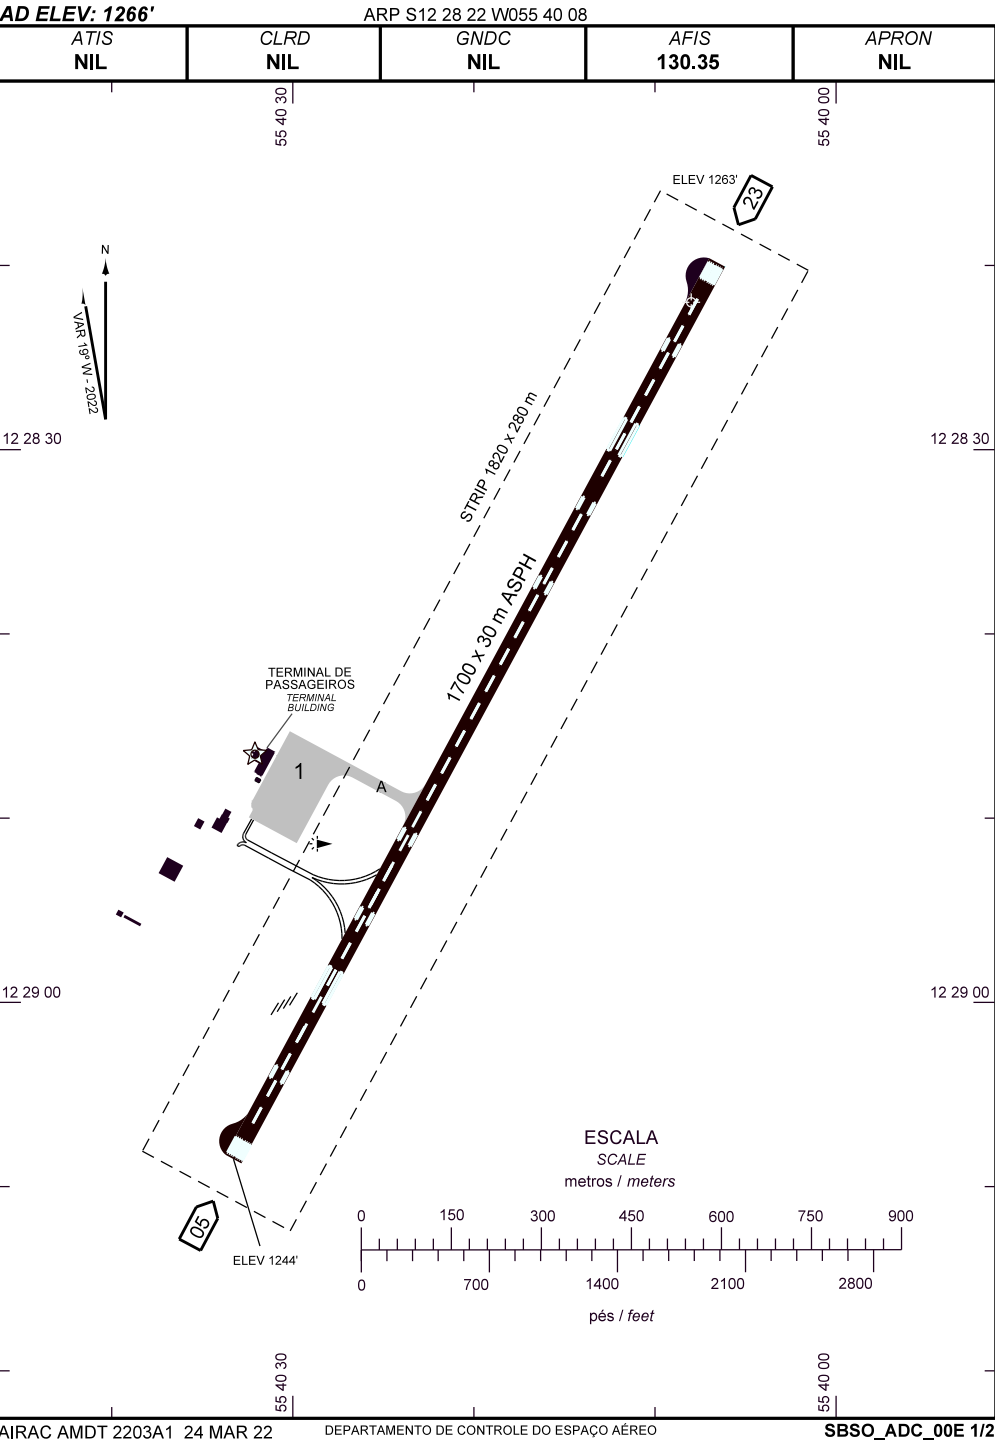 AD ELEV: 1266'
ARP S12 28 22 W055 40 08
ATIS
NIL
CLRD
NIL
GNDC
NIL
AFIS
130.35
APRON
NIL
55 40 30
55 40 00
ELEV 1263'
23
N
VAR 19° W - 2022
12 28 30
12 28 30
STRIP 1820 x 280 m
1700 x 30 m ASPH
TERMINAL DE
PASSAGEIROS
TERMINAL
BUILDING
1
A
12 29 00
12 29 00
05
ELEV 1244'
ESCALA
SCALE
metros / meters
0 150 300 450 600 750 900
0 700 1400 2100 2800
pés / feet
55 40 30
55 40 00
AIRAC AMDT 2203A1 24 MAR 22
DEPARTAMENTO DE CONTROLE DO ESPAÇO AÉREO
SBSO_ADC_00E 1/2